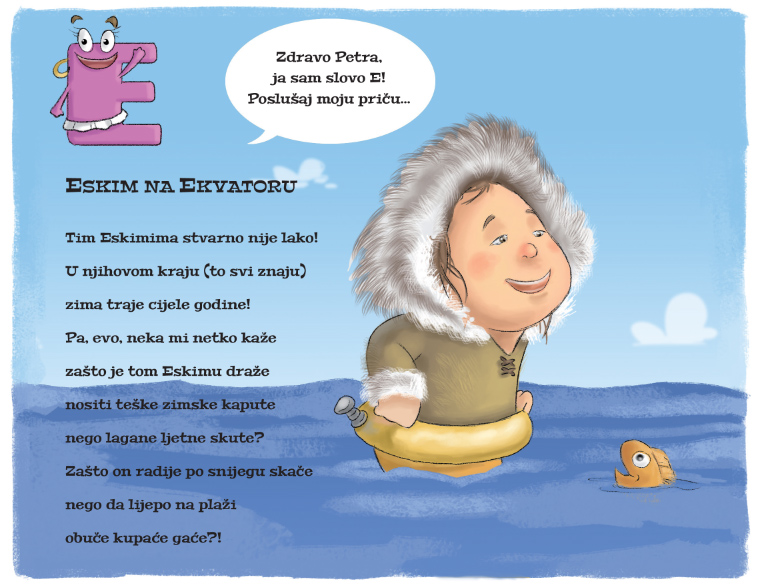 E
Zdravo Petra,
ja sam slovo E!
Poslušaj moju priču...
Eskim na Ekvatoru
Tim Eskimima stvarno nije lako!
U njihovom kraju (to svi znaju)
zima traje cijele godine!
Pa, evo, neka mi netko kaže
zašto je tom Eskimu draže
nositi teške zimske kapute
nego lagane ljetne skute?
Zašto on radije po snijegu skače
nego da lijepo na plaži
obuče kupaće gaće?!